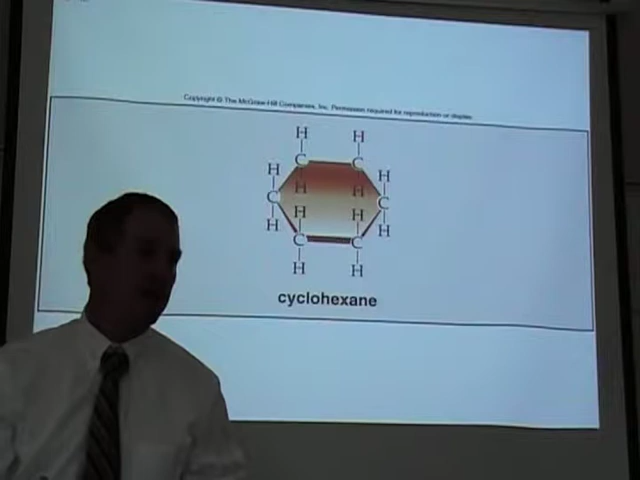 Copyright © The McGraw-Hill Companies, Inc. Permission required for reproduction or display.
H H
C C
H H
H H
C C
H H
H H
C C
H H
cyclohexane